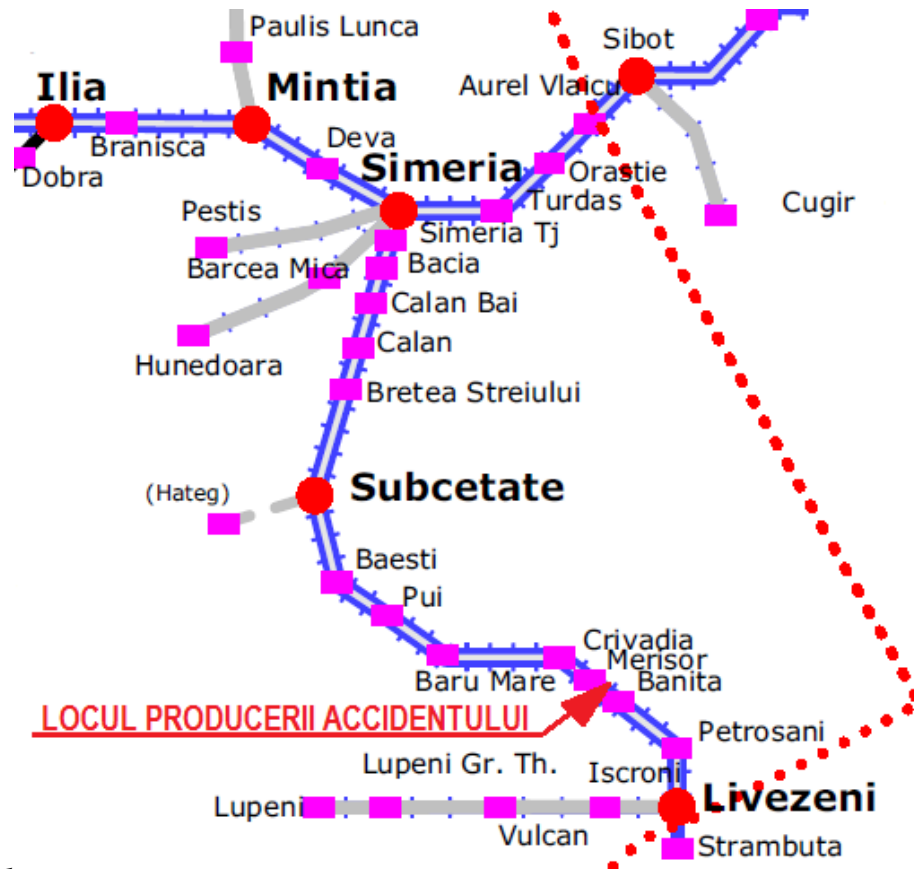 Paulis Lunca
Sibot
Ilia
Mintia
Aurel Vlaicu
Branisca
Deva
Simeria
Orastie
Dobra
Turdas
Cugir
Pestis
Simeria Tj
Barcea Mica
Bacia
Calan Bai
Calan
Hunedoara
Bretea Streiului
(Hateg)
Subcetate
Baesti
Pui
Crivadia
Merisor
Baru Mare
Banita
LOCUL PRODUCERII ACCIDENTULUI
Petrosani
Lupeni Gr. Th.
Iscroni
Lupeni
Livezeni
Vulcan
Strambuta